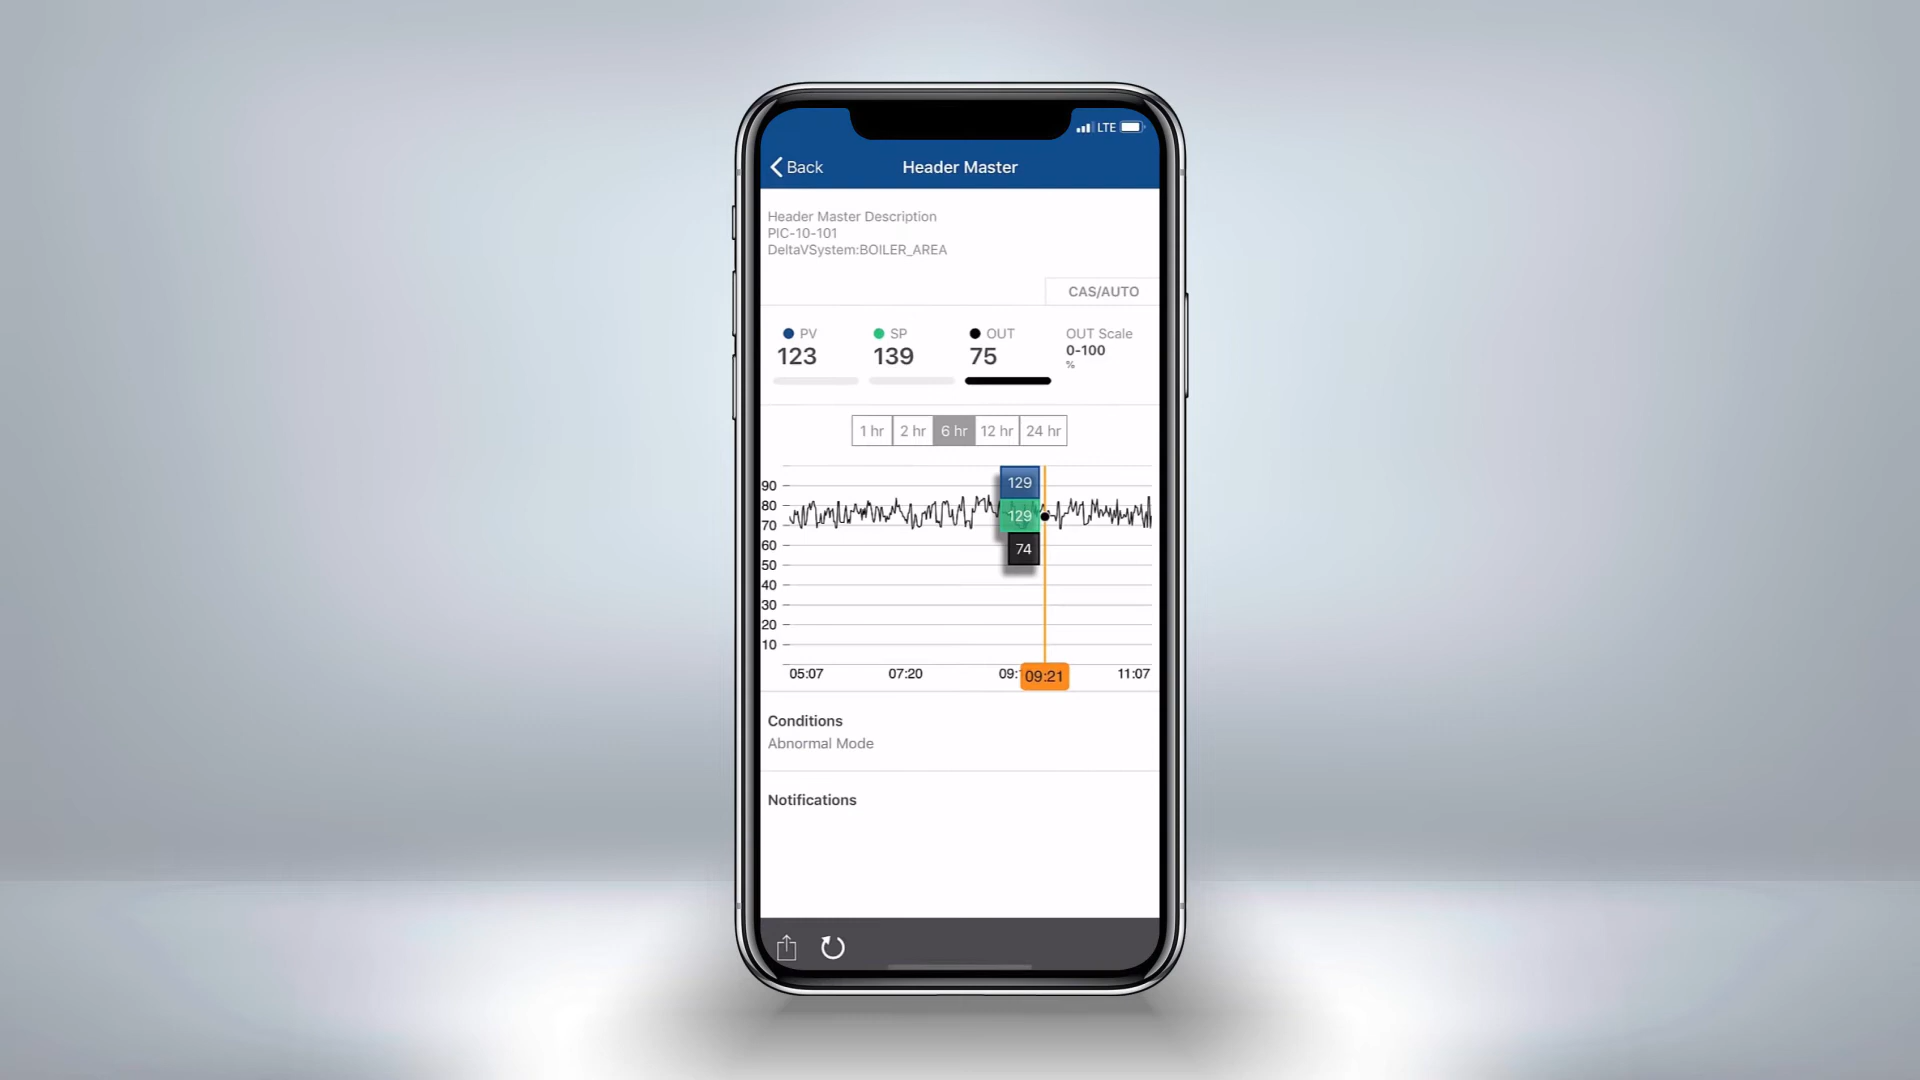 LTE
Back
Header Master
Header Master Description
PIC-10-101
DeltaVSystem:BOILER_AREA
CAS/AUTO
PV SP OUT OUT Scale
123 139 75 0-100
%
1 hr 2 hr 6 hr 12 hr 24 hr
129
90
80
129
70
74
60
50
40
30
20
10
05:07 07:20 09: 09:21 11:07
Conditions
Abnormal Mode
Notifications